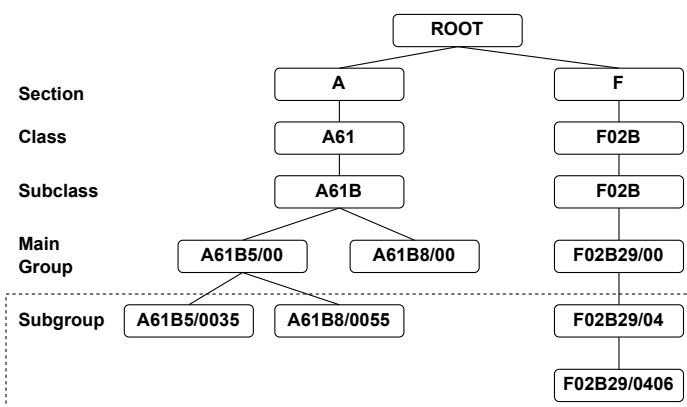 ROOT
Section
A
F
Class
A61
F02B
Subclass
A61B
F02B
Main
Group
A61B5/00
A61B8/00
F02B29/00
Subgroup
A61B5/0035
A61B8/0055
F02B29/04
F02B29/0406